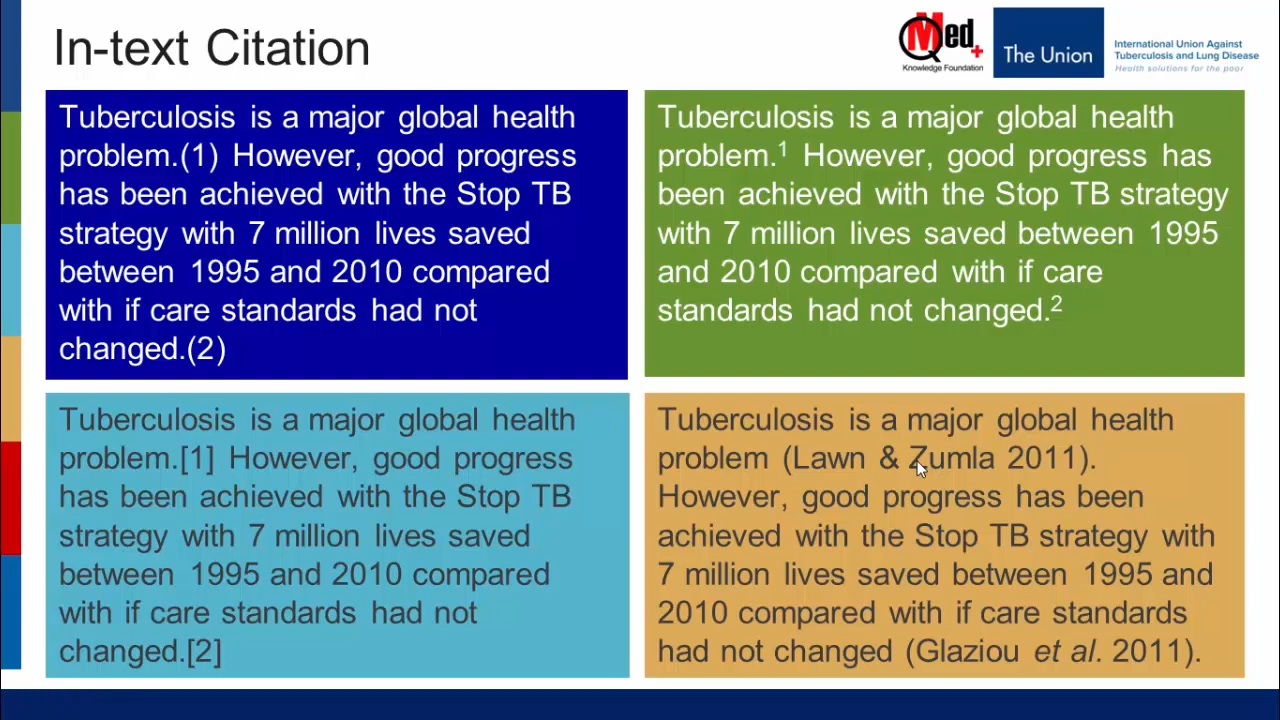 In-text Citation
QMed+
Knowledge Foundation
The Union
International Union Against
Tuberculosis and Lung Disease
Health solutions for the poor
Tuberculosis is a major global health
problem.(1) However, good progress
has been achieved with the Stop TB
strategy with 7 million lives saved
between 1995 and 2010 compared
with if care standards had not
changed.(2)
Tuberculosis is a major global health
problem.¹ However, good progress has
been achieved with the Stop TB strategy
with 7 million lives saved between 1995
and 2010 compared with if care
standards had not changed.²
Tuberculosis is a major global health
problem.[1] However, good progress
has been achieved with the Stop TB
strategy with 7 million lives saved
between 1995 and 2010 compared
with if care standards had not
changed.[2]
Tuberculosis is a major global health
problem (Lawn & Zumla 2011).
However, good progress has been
achieved with the Stop TB strategy with
7 million lives saved between 1995 and
2010 compared with if care standards
had not changed (Glaziou et al. 2011).